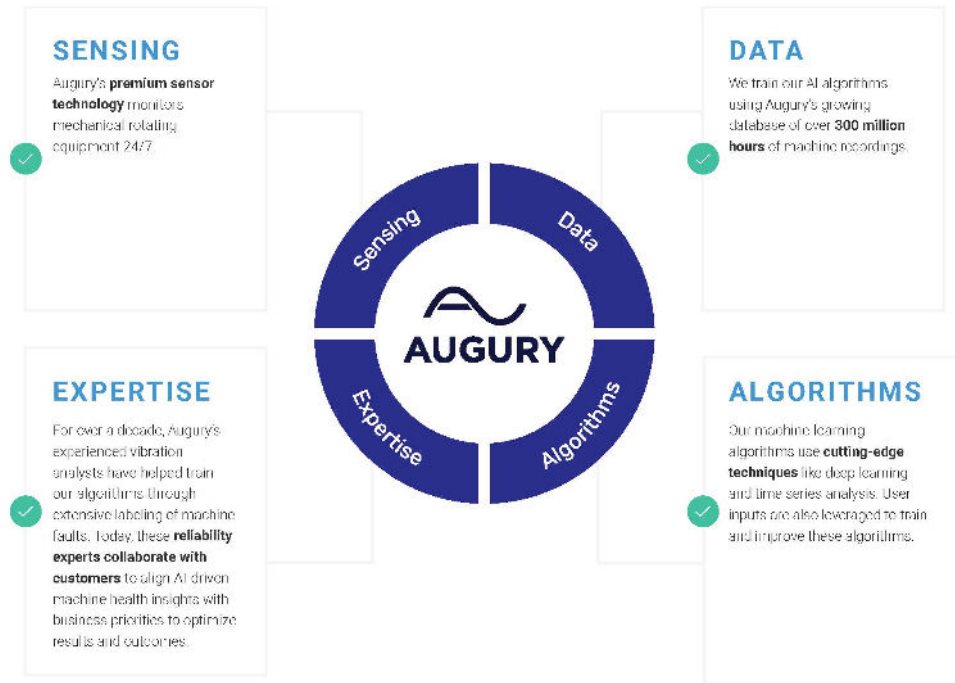 SENSING
Augury's premium sensor
technology monitors
mechanical rotating
equipment 24/7
DATA
We train our AI algorithms
using Augury's growing
database of over 300 million
hours of machine recordings.
Sensing
Data
AUGURY
Expertise
Algorithms
EXPERTISE
For over a decade, Augury's
experienced vibration
analysts have helped train
our algorithms through
extensive labeling of machine
faults. Today, these reliability
experts collaborate with
customers to align AI driven
machine health insights with
business priorities to optimize
results and outcomes.
ALGORITHMS
Our machine learning
algorithms use cutting-edge
techniques like deep learning
and time series analysis. User
inputs are also leveraged to train
and improve these algorithms.